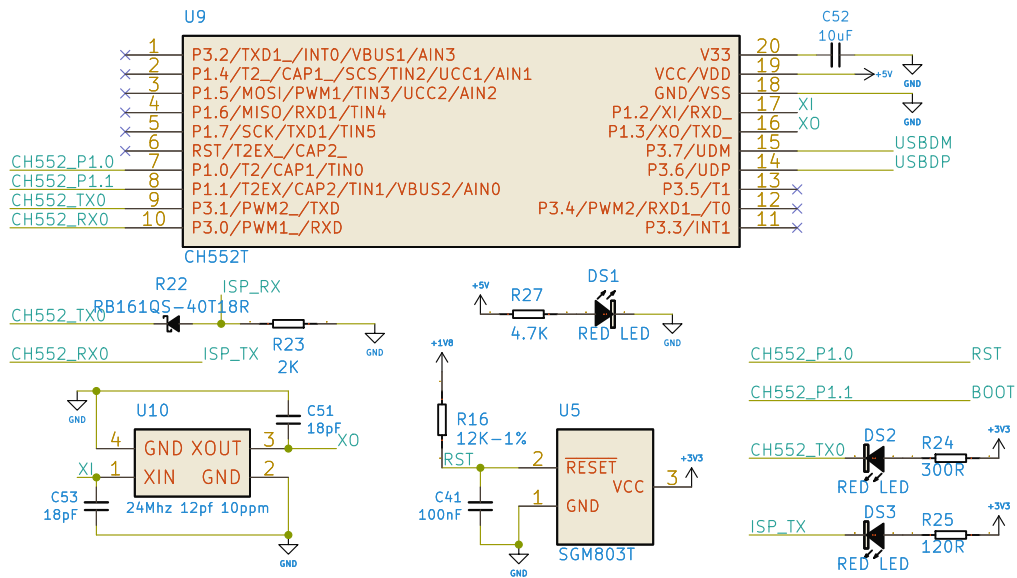 U9
C52
10uF
1 P3.2/TXD1_/INT0/VBUS1/AIN3
V33 20
GND
2 P1.4/T2_/CAP1_/SCS/TIN2/UCC1/AIN1
VCC/VDD 19 +5V
3 P1.5/MOSI/PWM1/TIN3/UCC2/AIN2
GND/VSS 18
GND
4 P1.6/MISO/RXD1/TIN4
P1.2/XI/RXD_ 17 XI
5 P1.7/SCK/TXD1/TIN5
P1.3/XO/TXD_ 16 XO
6 RST/T2EX_/CAP2_
P3.7/UDM 15 USBDM
CH552_P1.0 7 P1.0/T2/CAP1/TIN0
P3.6/UDP 14 USBDP
CH552_P1.1 8 P1.1/T2EX/CAP2/TIN1/VBUS2/AIN0
P3.5/T1 13
CH552_TX0 9 P3.1/PWM2_/TXD
P3.4/PWM2/RXD1_/T0 12
CH552_RX0 10 P3.0/PWM1_/RXD
P3.3/INT1 11
CH552T
R22
RB161QS-40T18R
ISP_RX
CH552_TX0
R23
2K
GND
CH552_RX0
ISP_TX
+5V
R27
4.7K
DS1
RED LED
GND
GND
U10
C51
18pF
XO
4 GND XOUT 3
XI
1 XIN GND 2
C53
18pF
24Mhz 12pf 10ppm
GND
+1V8
R16
12K-1%
RST
U5
2 RESET
VCC 3
+3V3
1 GND
C41
100nF
SGM803T
GND
CH552_P1.0 RST
CH552_P1.1 BOOT
CH552_TX0
DS2
RED LED
R24
300R
+3V3
ISP_TX
DS3
RED LED
R25
120R
+3V3